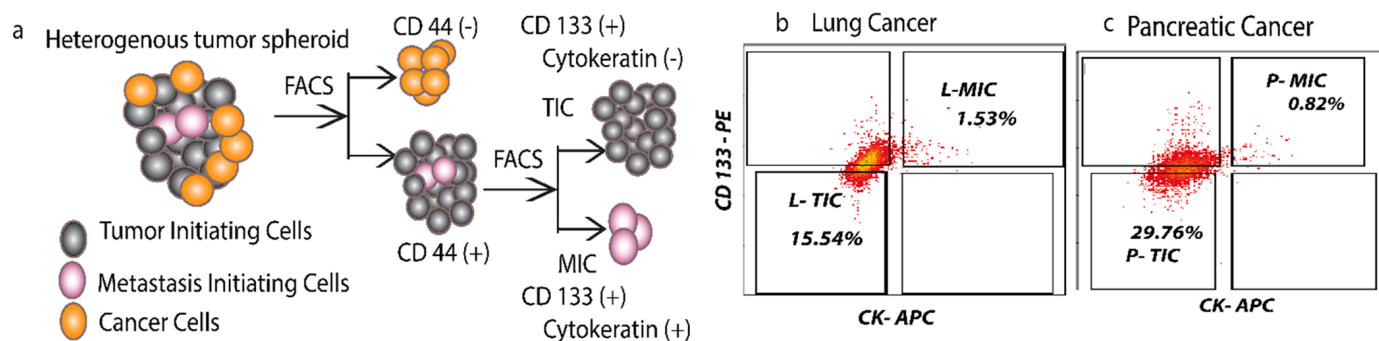 a
Heterogenous tumor spheroid
FACS
CD 44 (-)
CD 44 (+)
FACS
CD 133 (+)
Cytokeratin (-)
TIC
MIC
CD 133 (+)
Cytokeratin (+)
Tumor Initiating Cells
Metastasis Initiating Cells
Cancer Cells
b Lung Cancer
CD 133 - PE
L-MIC
1.53%
L- TIC
15.54%
CK- APC
c Pancreatic Cancer
P- MIC
0.82%
29.76%
P- TIC
CK- APC